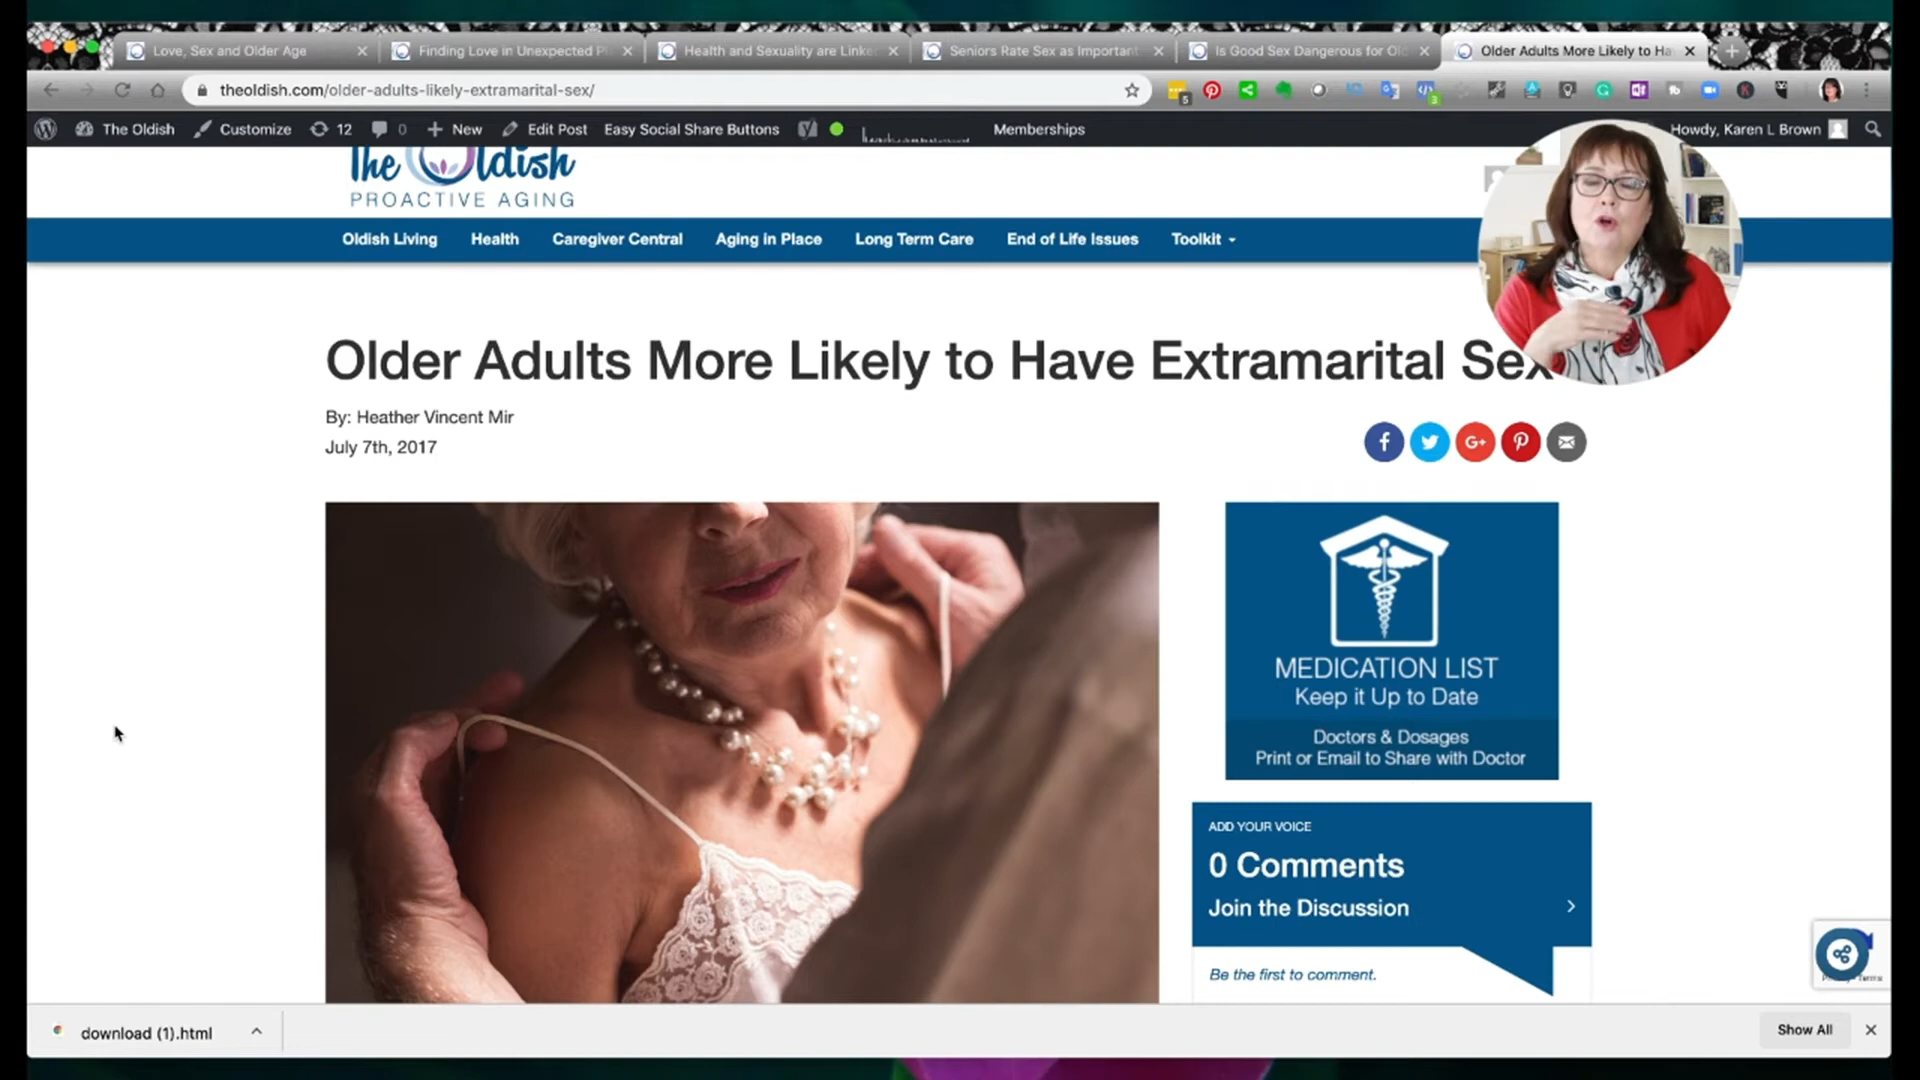 Love, Sex and Older Age
Finding Love in Unexpected Pl
Health and Sexuality are Linke
Seniors Rate Sex as Important
Is Good Sex Dangerous for Ol
Older Adults More Likely to Ha
theoldish.com/older-adults-likely-extramarital-sex/
5
3
The Oldish
Customize
12
0
New
Edit Post
Easy Social Share Buttons
Memberships
Howdy, Karen L Brown
The Oldish
PROACTIVE AGING
Oldish Living
Health
Caregiver Central
Aging in Place
Long Term Care
End of Life Issues
Toolkit
Older Adults More Likely to Have Extramarital Sex
By: Heather Vincent Mir
July 7th, 2017
MEDICATION LIST
Keep it Up to Date
Doctors & Dosages
Print or Email to Share with Doctor
ADD YOUR VOICE
0 Comments
Join the Discussion
Be the first to comment.
download (1).html
Show All